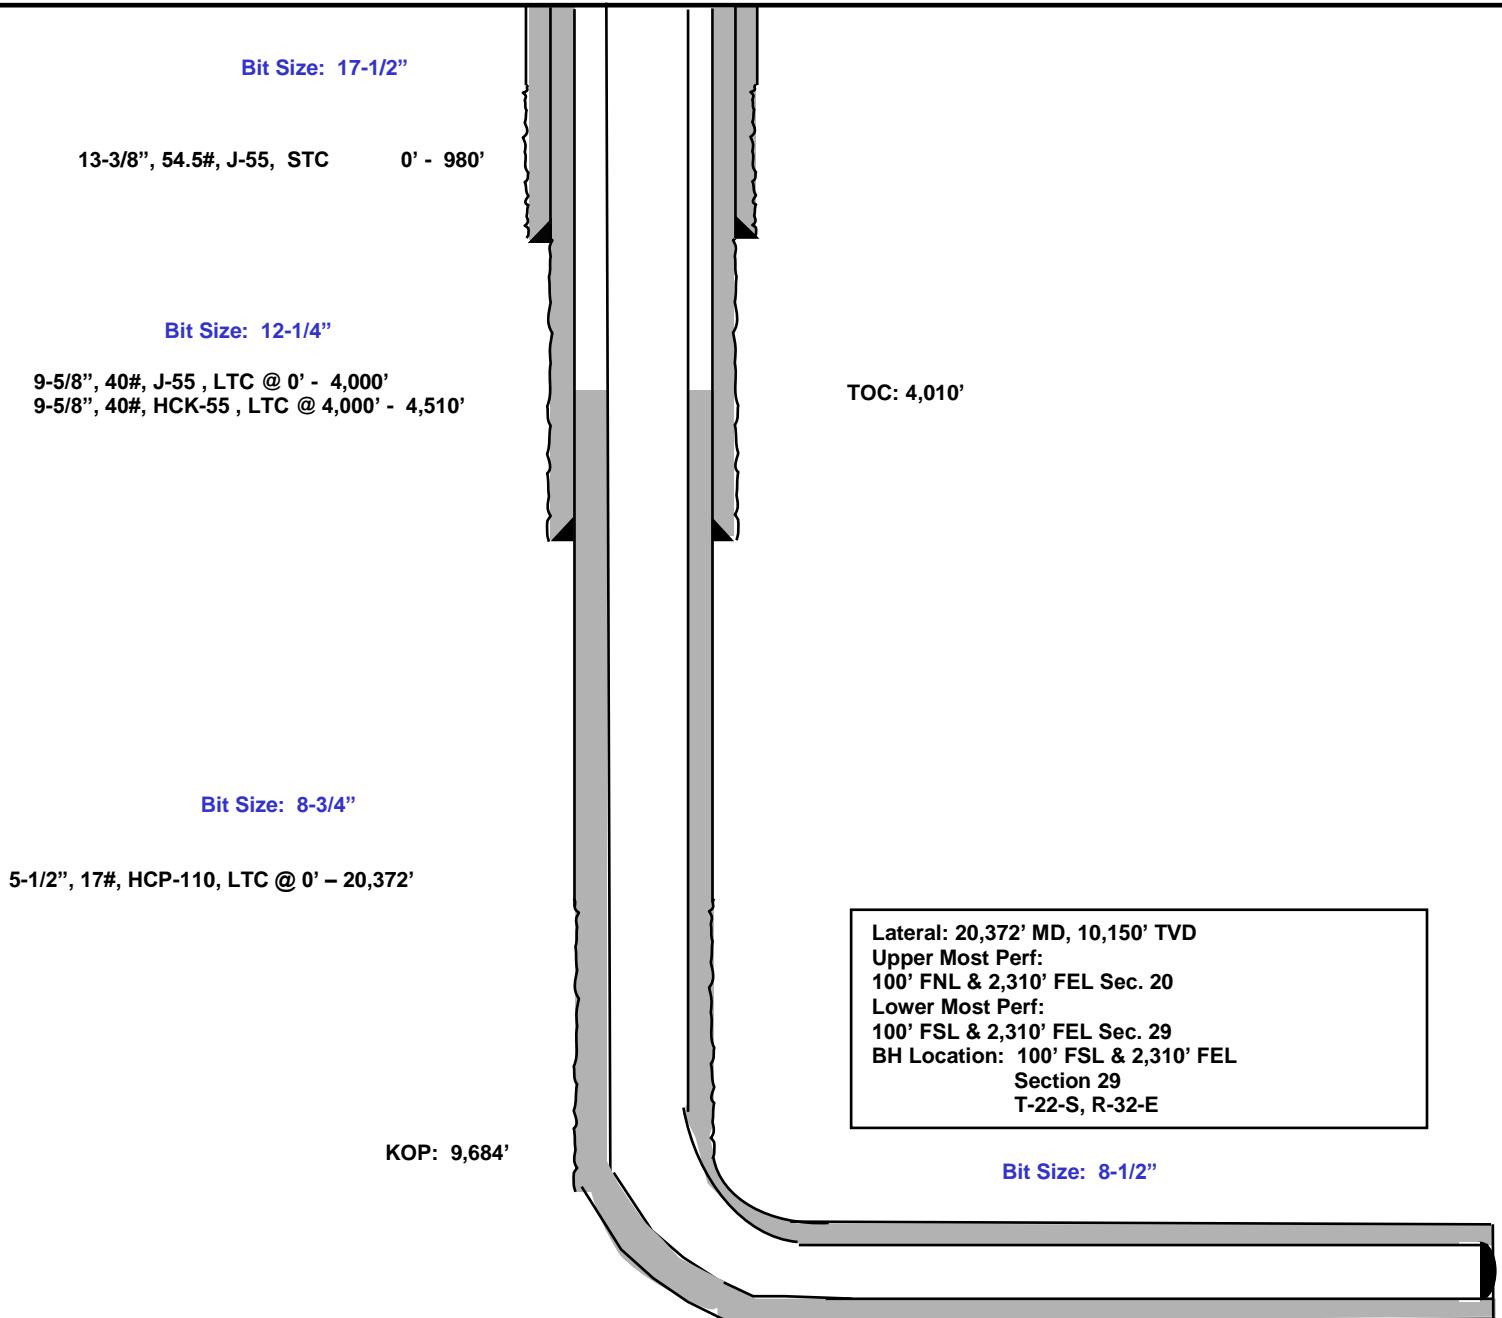 Bit Size: 17-1/2”
13-3/8”, 54.5#, J-55, STC 0’ - 980’
Bit Size: 12-1/4”
9-5/8”, 40#, J-55 , LTC @ 0’ - 4,000’
9-5/8”, 40#, HCK-55 , LTC @ 4,000’ - 4,510’
TOC: 4,010’
Bit Size: 8-3/4”
5-1/2”, 17#, HCP-110, LTC @ 0’ – 20,372’
Lateral: 20,372’ MD, 10,150’ TVD
Upper Most Perf:
100’ FNL & 2,310’ FEL Sec. 20
Lower Most Perf:
100’ FSL & 2,310’ FEL Sec. 29
BH Location: 100’ FSL & 2,310’ FEL
Section 29
T-22-S, R-32-E
KOP: 9,684’
Bit Size: 8-1/2”